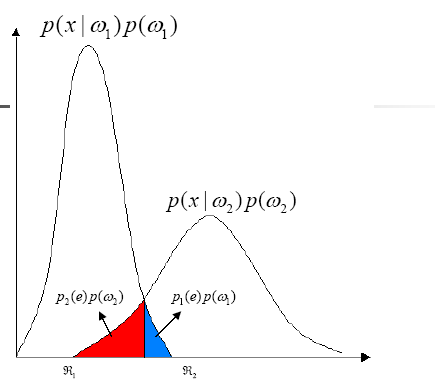 p(x | ω₁)p(ω₁)
p(x | ω₂)p(ω₂)
p₂(e)p(ω₂)
p₁(e)p(ω₁)
ℜ₁
ℜ₂